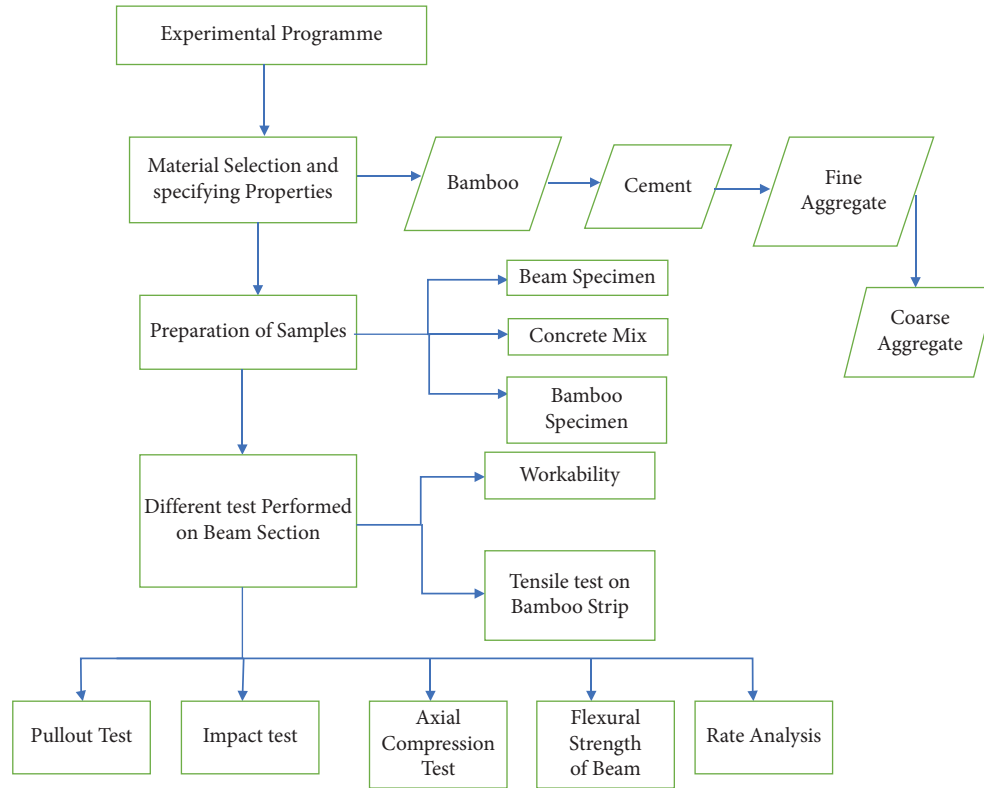 Experimental Programme
Material Selection and
specifying Properties
Bamboo
Cement
Fine
Aggregate
Coarse
Aggregate
Preparation of Samples
Beam Specimen
Concrete Mix
Bamboo
Specimen
Different test Performed
on Beam Section
Workability
Tensile test on
Bamboo Strip
Pullout Test
Impact test
Axial
Compression
Test
Flexural
Strength
of Beam
Rate Analysis